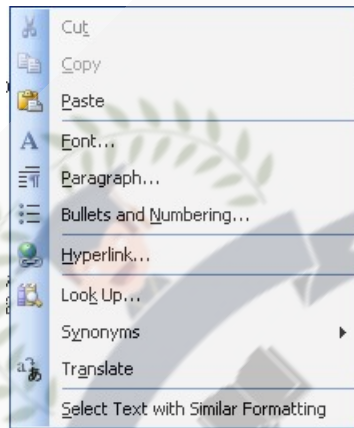 Cut
Copy
Paste
Font...
Paragraph...
Bullets and Numbering...
Hyperlink...
Look Up...
Synonyms
Translate
Select Text with Similar Formatting